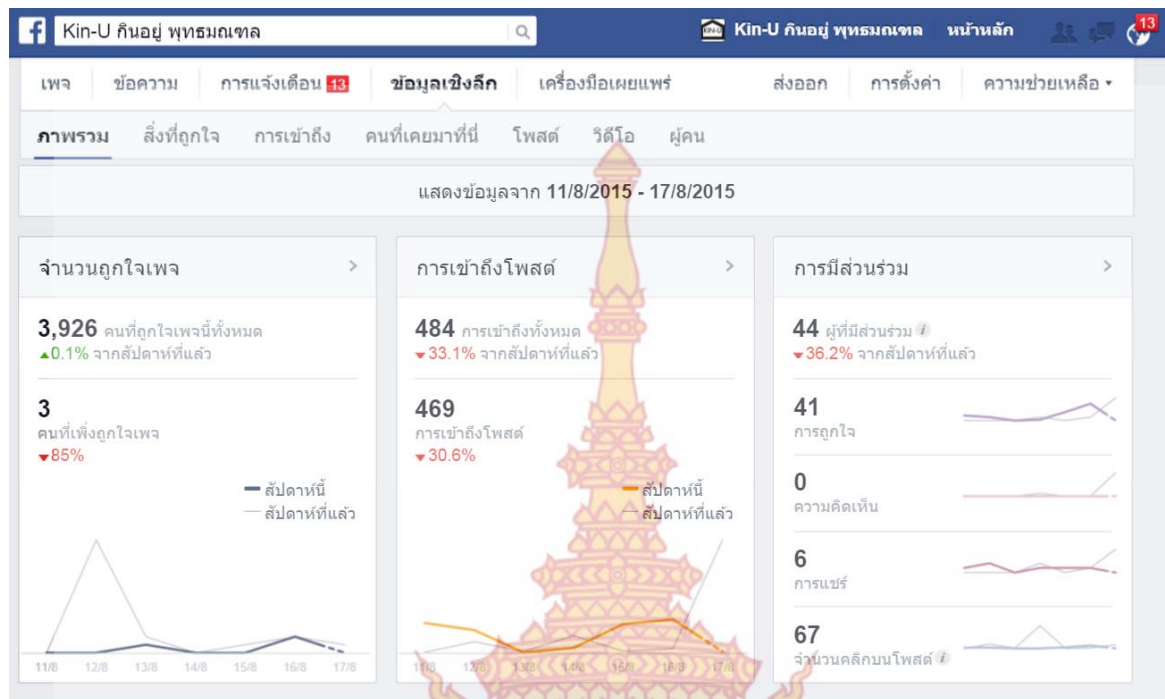 Kin-U กินอยู่ พุทธมณฑล
Kin-U กินอยู่ พุทธมณฑล หน้าหลัก 13
เพจ ข้อความ การแจ้งเตือน 13 ข้อมูลเชิงลึก เครื่องมือเผยแพร่ ส่งออก การตั้งค่า ความช่วยเหลือ
ภาพรวม สิ่งที่ถูกใจ การเข้าถึง คนที่เคยมาที่นี่ โพสต์ วิดีโอ ผู้คน
แสดงข้อมูลจาก 11/8/2015 - 17/8/2015
จำนวนถูกใจเพจ
3,926 คนที่ถูกใจเพจนี้ทั้งหมด
▲0.1% จากสัปดาห์ที่แล้ว
3
คนที่เพิ่งถูกใจเพจ
▼85%
สัปดาห์นี้
สัปดาห์ที่แล้ว
11/8 12/8 13/8 14/8 15/8 16/8 17/8
การเข้าถึงโพสต์
484 การเข้าถึงทั้งหมด
▼33.1% จากสัปดาห์ที่แล้ว
469
การเข้าถึงโพสต์
▼30.6%
สัปดาห์นี้
สัปดาห์ที่แล้ว
11/8 12/8 13/8 14/8 15/8 16/8 17/8
การมีส่วนร่วม
44 ผู้ที่มีส่วนร่วม
▼36.2% จากสัปดาห์ที่แล้ว
41
การถูกใจ
0
ความคิดเห็น
6
การแชร์
67
จำนวนคลิกบนโพสต์